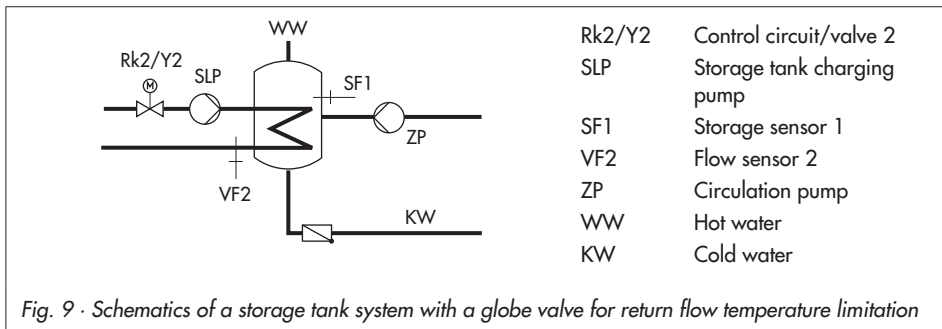 WW
Rk2/Y2
M
SLP
SF1
ZP
VF2
KW
Rk2/Y2 Control circuit/valve 2
SLP Storage tank charging
pump
SF1 Storage sensor 1
VF2 Flow sensor 2
ZP Circulation pump
WW Hot water
KW Cold water
Fig. 9 · Schematics of a storage tank system with a globe valve for return flow temperature limitation